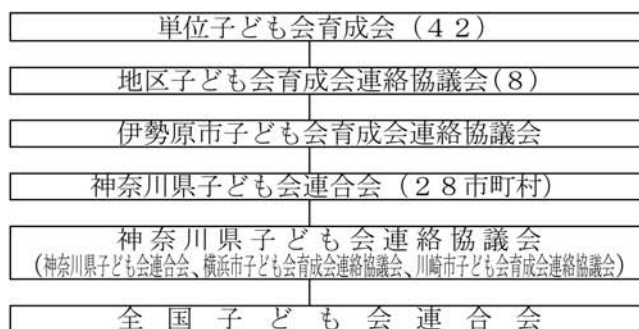 単位子ども会育成会（４２）
地区子ども会育成会連絡協議会(８)
伊勢原市子ども会育成会連絡協議会
神奈川県子ども会連合会（２８市町村）
神奈川県子ども会連絡協議会
(神奈川県子ども会連合会、横浜市子ども会育成会連絡協議会、川崎市子ども会育成会連絡協議会)
全国子ども会連合会